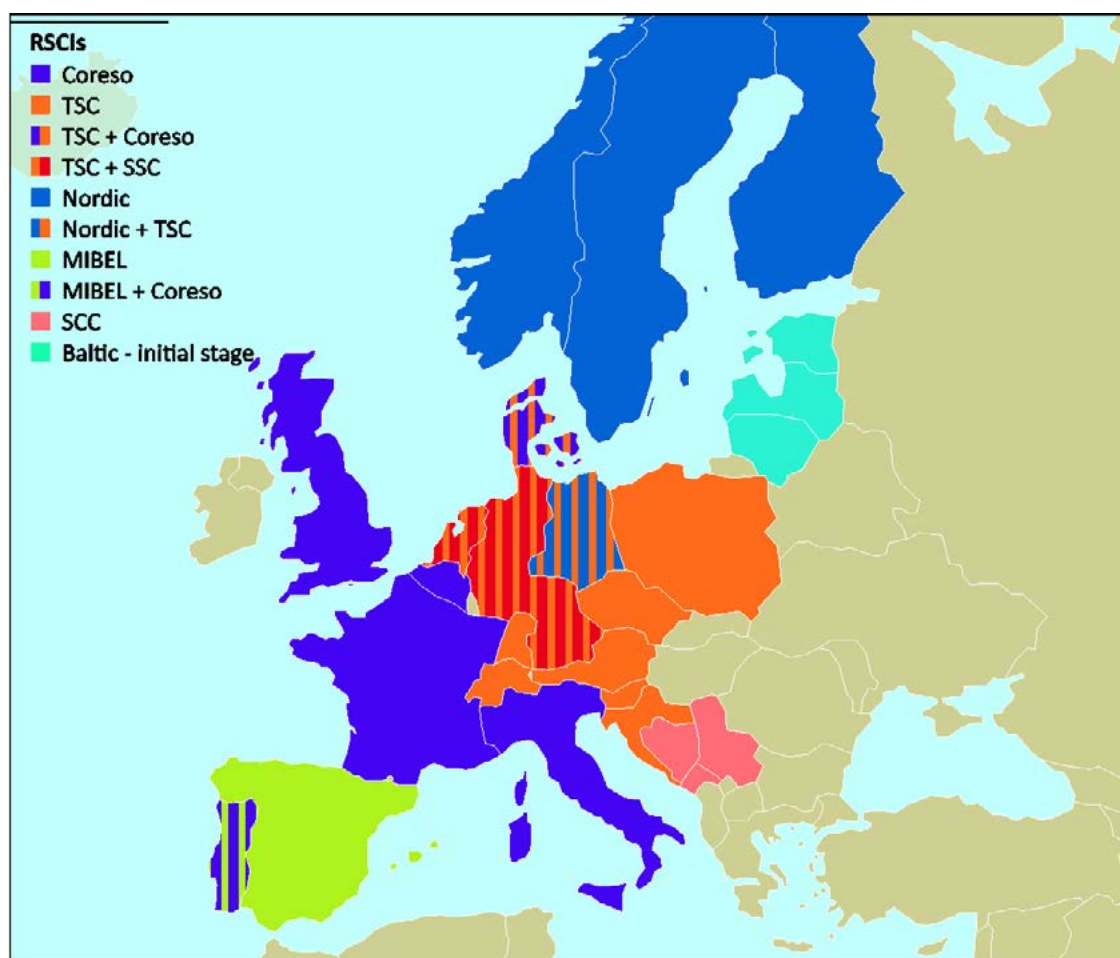 RSCIs
Coreso
TSC
TSC + Coreso
TSC + SSC
Nordic
Nordic + TSC
MIBEL
MIBEL + Coreso
SCC
Baltic - initial stage